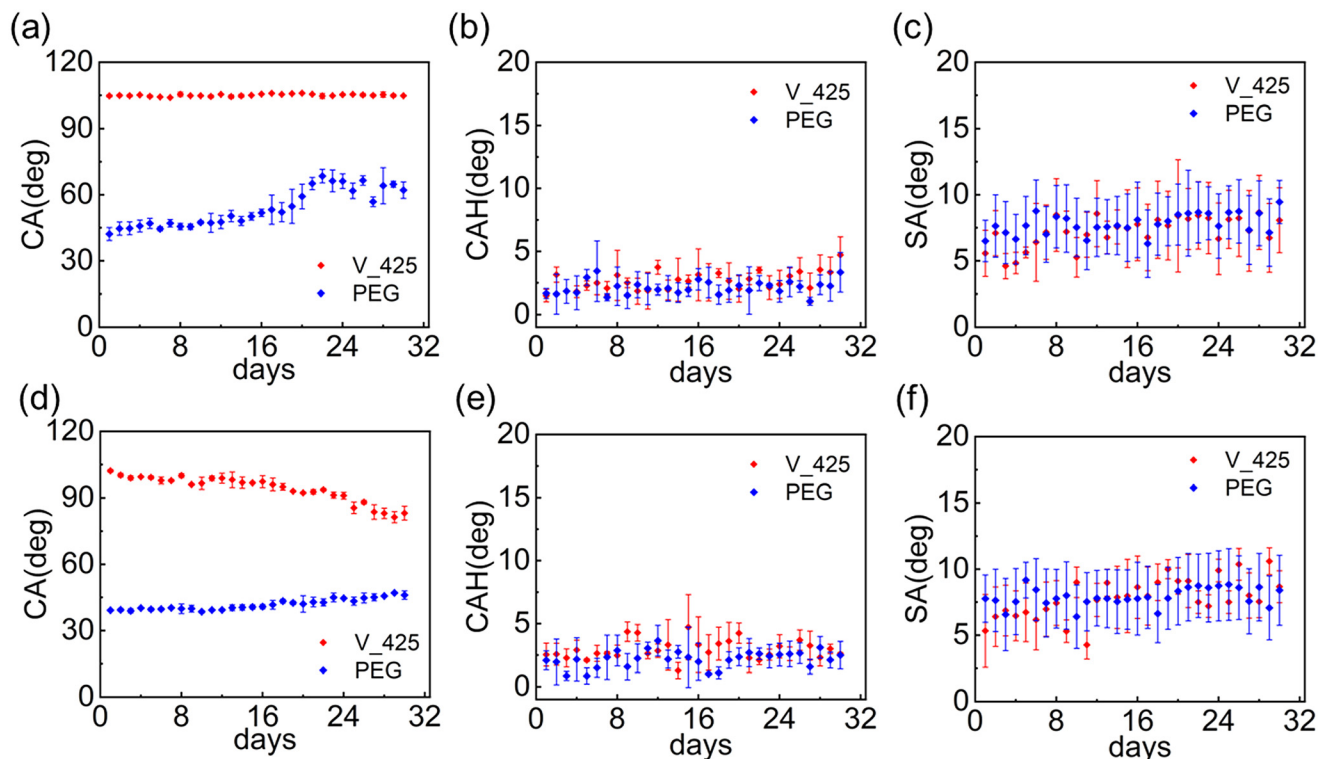 (a)
120
90
60
30
0
CA(deg)
V_425
PEG
0 8 16 24 32
days
(b)
20
15
10
5
0
CAH(deg)
V_425
PEG
0 8 16 24 32
days
(c)
20
15
10
5
0
SA(deg)
V_425
PEG
0 8 16 24 32
days
(d)
120
90
60
30
0
CA(deg)
V_425
PEG
0 8 16 24 32
days
(e)
20
15
10
5
0
CAH(deg)
V_425
PEG
0 8 16 24 32
days
(f)
20
15
10
5
0
SA(deg)
V_425
PEG
0 8 16 24 32
days